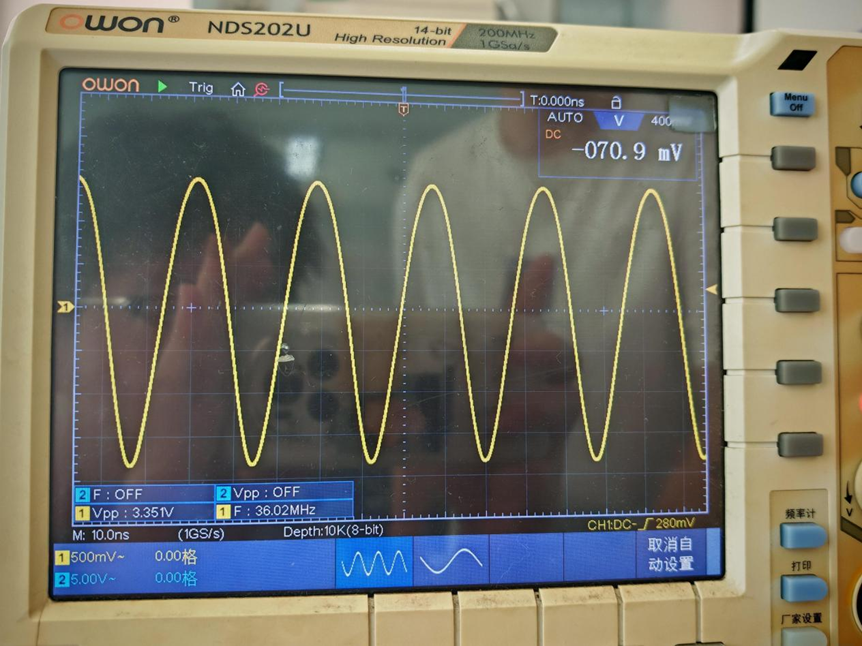 OWON® NDS202U 14-bit High Resolution 200MHz 1GSa/s
OWON Trig T:0.000ns
AUTO V 400
DC
-070.9 mV
Menu Off
T
1
2 F : OFF 2 Vpp : OFF
1 Vpp : 3.351V 1 F : 36.02MHz
M: 10.0ns (1GS/s) Depth:10K(8-bit) CH1:DC- 280mV
1 500mV~ 0.00格
2 5.00V~ 0.00格
取消自
动设置
频率计
打印
厂家设置
V